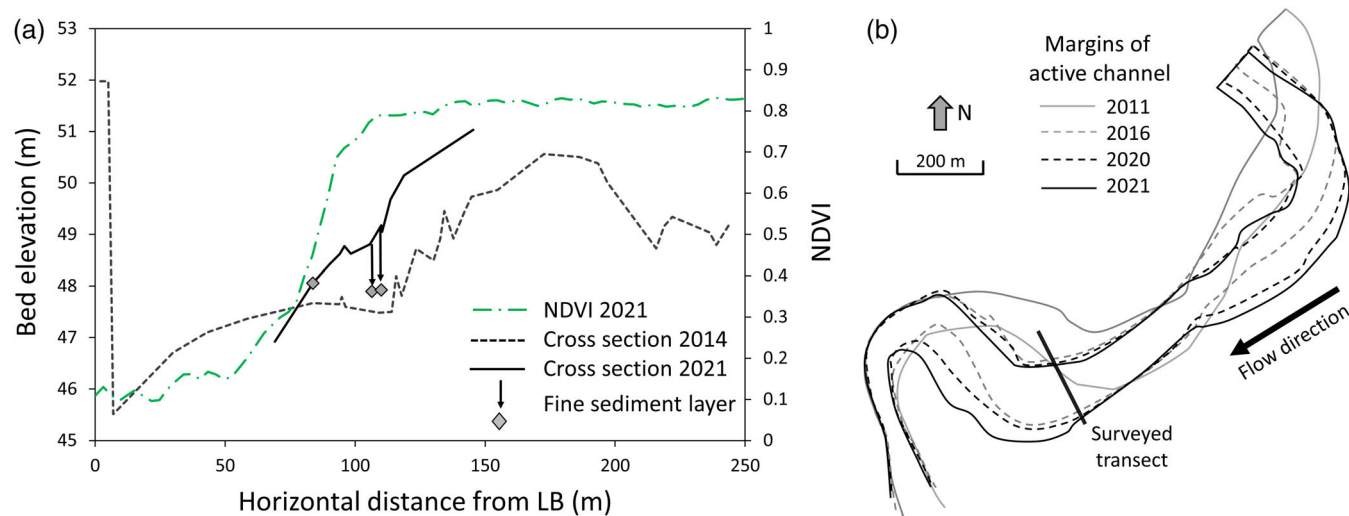 (a)
Bed elevation (m)
53
52
51
50
49
48
47
46
45
0
50
100
150
200
250
Horizontal distance from LB (m)
1
0.9
0.8
0.7
0.6
0.5
0.4
0.3
0.2
0.1
0
NDVI
NDVI 2021
Cross section 2014
Cross section 2021
Fine sediment layer
(b)
Margins of
active channel
2011
2016
2020
2021
N
200 m
Flow direction
Surveyed
transect